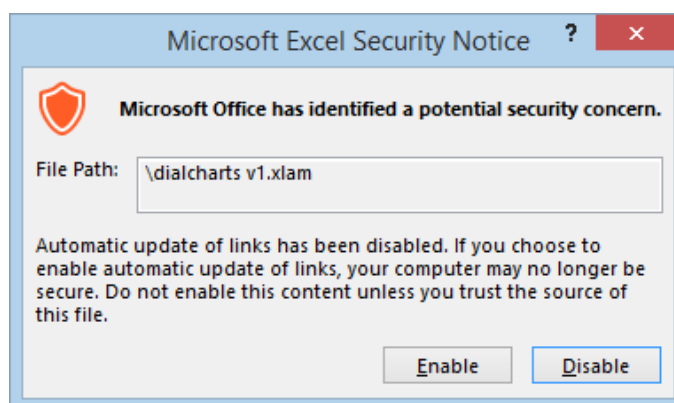 Microsoft Excel Security Notice ? ×
Microsoft Office has identified a potential security concern.
File Path: \dialcharts v1.xlam
Automatic update of links has been disabled. If you choose to
enable automatic update of links, your computer may no longer be
secure. Do not enable this content unless you trust the source of
this file.
Enable Disable